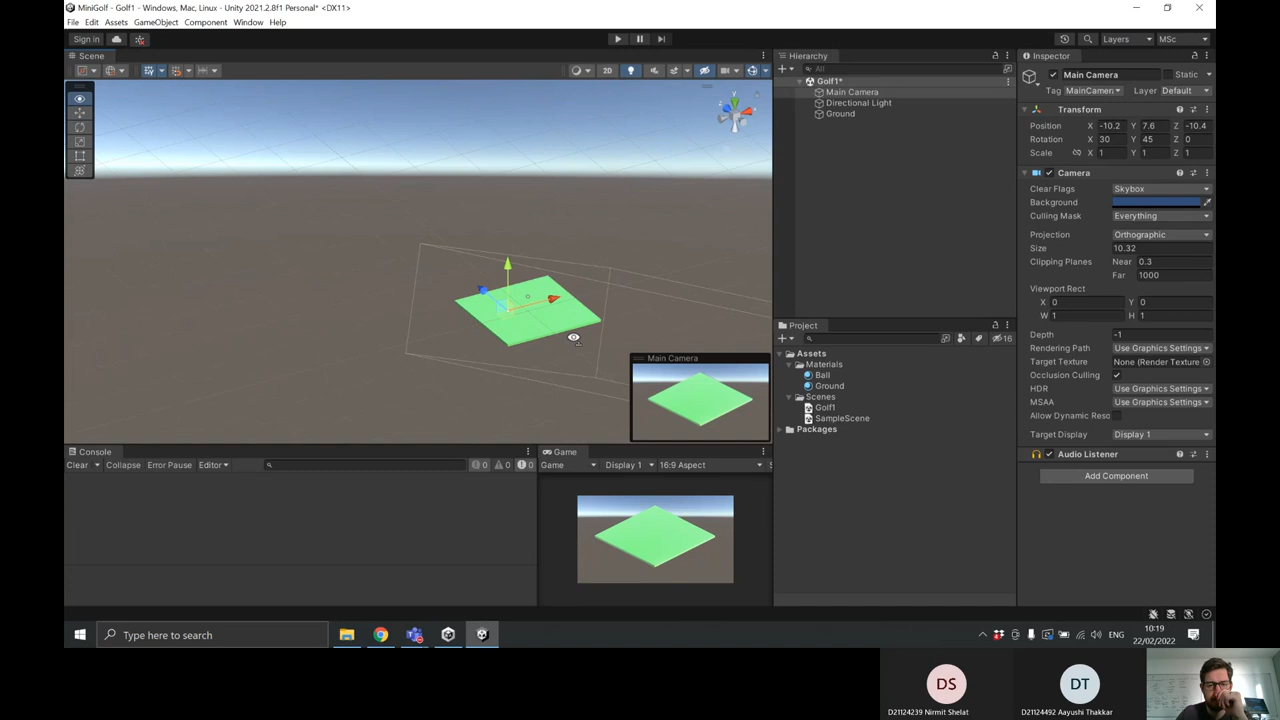 MiniGolf - Golf1 - Windows, Mac, Linux - Unity 2021.2.8f1 Personal* <DX11>
File Edit Assets GameObject Component Window Help
Sign in
Layers
MSc
Scene
2D
y
Hierarchy
All
Golf1*
Main Camera
Directional Light
Ground
Inspector
Main Camera
Static
Tag MainCamera
Layer Default
Transform
Position X -10.2 Y 7.6 Z -10.4
Rotation X 30 Y 45 Z 0
Scale X 1 Y 1 Z 1
Camera
Clear Flags Skybox
Background
Culling Mask Everything
Projection Orthographic
Size 10.32
Clipping Planes Near 0.3
Far 1000
Viewport Rect
X 0 Y 0
W 1 H 1
Depth -1
Rendering Path Use Graphics Settings
Target Texture None (Render Texture
Occlusion Culling
HDR Use Graphics Settings
MSAA Use Graphics Settings
Allow Dynamic Reso
Target Display Display 1
Audio Listener
Add Component
Project
16
Assets
Materials
Ball
Ground
Scenes
Golf1
SampleScene
Packages
Main Camera
Console
Clear Collapse Error Pause Editor
0 0 0
Game
Game Display 1 16:9 Aspect
Type here to search
ENG
10:19
22/02/2022
DS
D21124239 Nirmit Shelat
DT
D21124492 Aayushi Thakkar